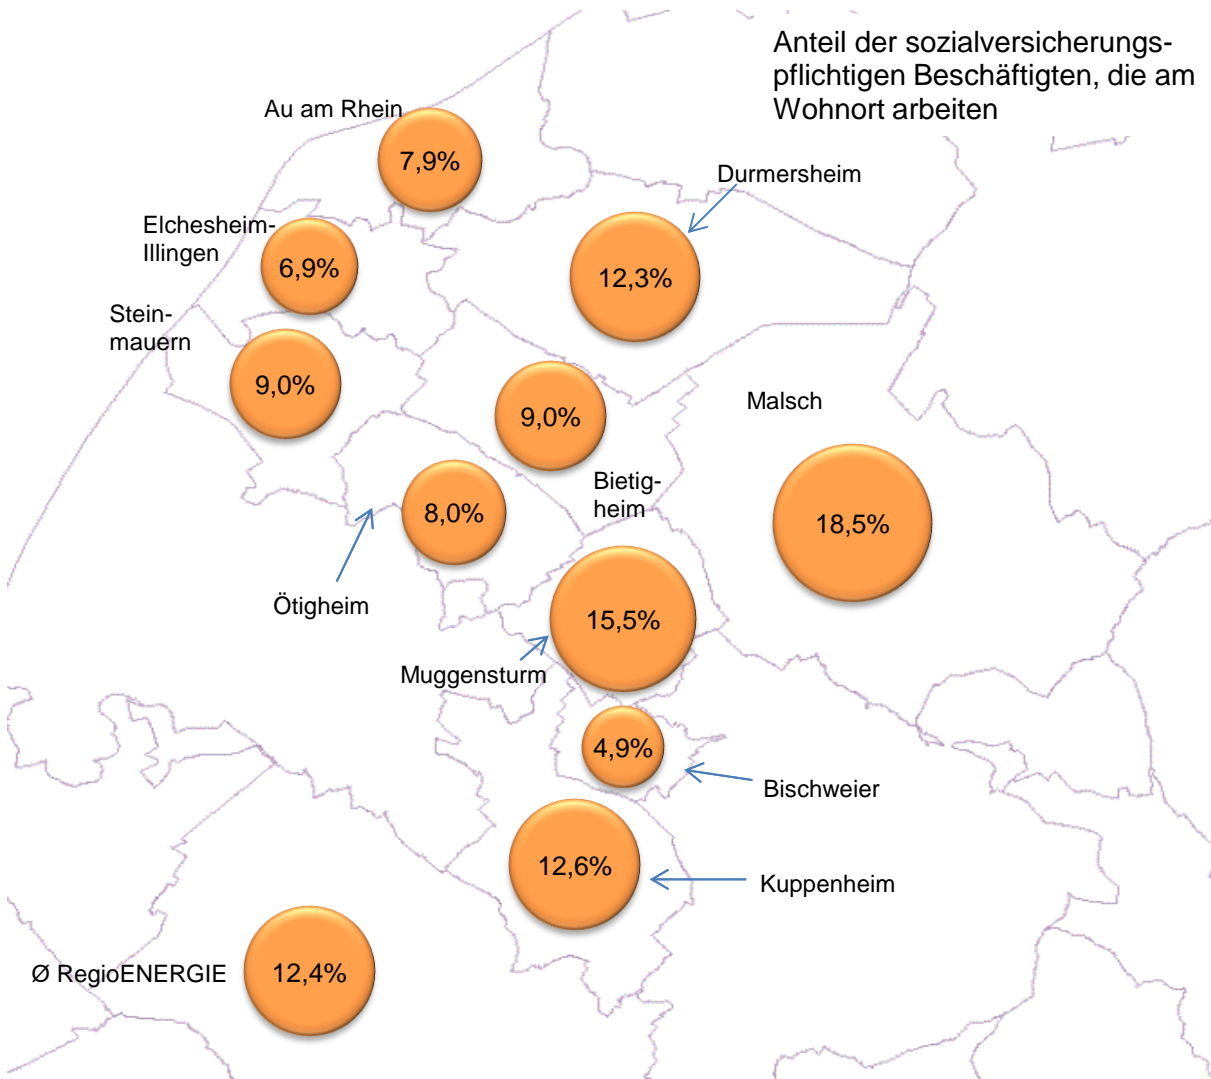 Anteil der sozialversicherungs-
pflichtigen Beschäftigten, die am
Wohnort arbeiten
Au am Rhein
7,9%
Durmersheim
12,3%
Elchesheim-
Illingen
6,9%
Stein-
mauern
9,0%
9,0%
Bietig-
heim
Malsch
18,5%
8,0%
Ötigheim
15,5%
Muggensturm
4,9%
Bischweier
12,6%
Kuppenheim
Ø RegioENERGIE
12,4%